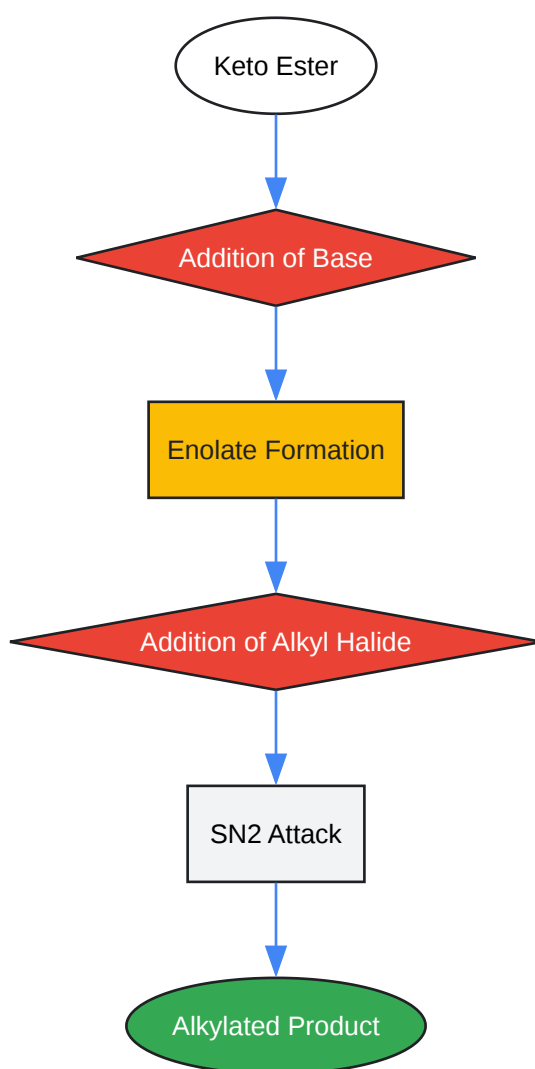 Keto Ester
Addition of Base
Enolate Formation
Addition of Alkyl Halide
SN2 Attack
Alkylated Product